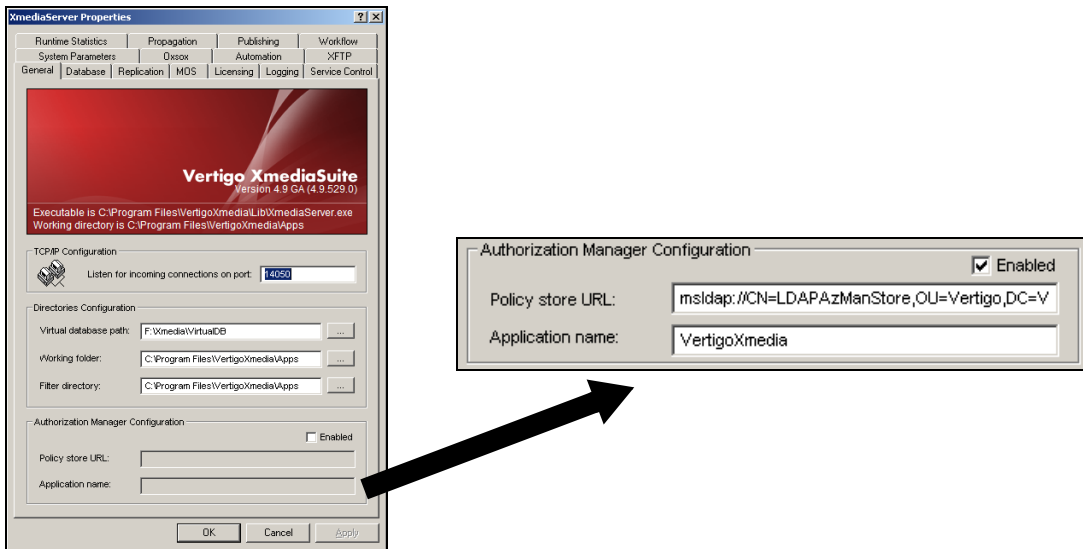 XmediaServer Properties
Runtime Statistics Propagation Publishing Workflow
System Parameters Oxsox Automation XFTP
General Database Replication MOS Licensing Logging Service Control
Vertigo XmediaSuite
Version 4.9 GA (4.9.529.0)
Executable is C:\Program Files\VertigoXmedia\Lib\XmediaServer.exe
Working directory is C:\Program Files\VertigoXmedia\Apps
TCP/IP Configuration
Listen for incoming connections on port: 14050
Directories Configuration
Virtual database path: F:\Xmedia\VirtualDB ...
Working folder: C:\Program Files\VertigoXmedia\Apps ...
Filter directory: C:\Program Files\VertigoXmedia\Apps ...
Authorization Manager Configuration
Enabled
Policy store URL:
Application name:
OK Cancel Apply
Authorization Manager Configuration
Enabled
Policy store URL: msldap://CN=LDAPAzManStore,OU=Vertigo,DC=V
Application name: VertigoXmedia